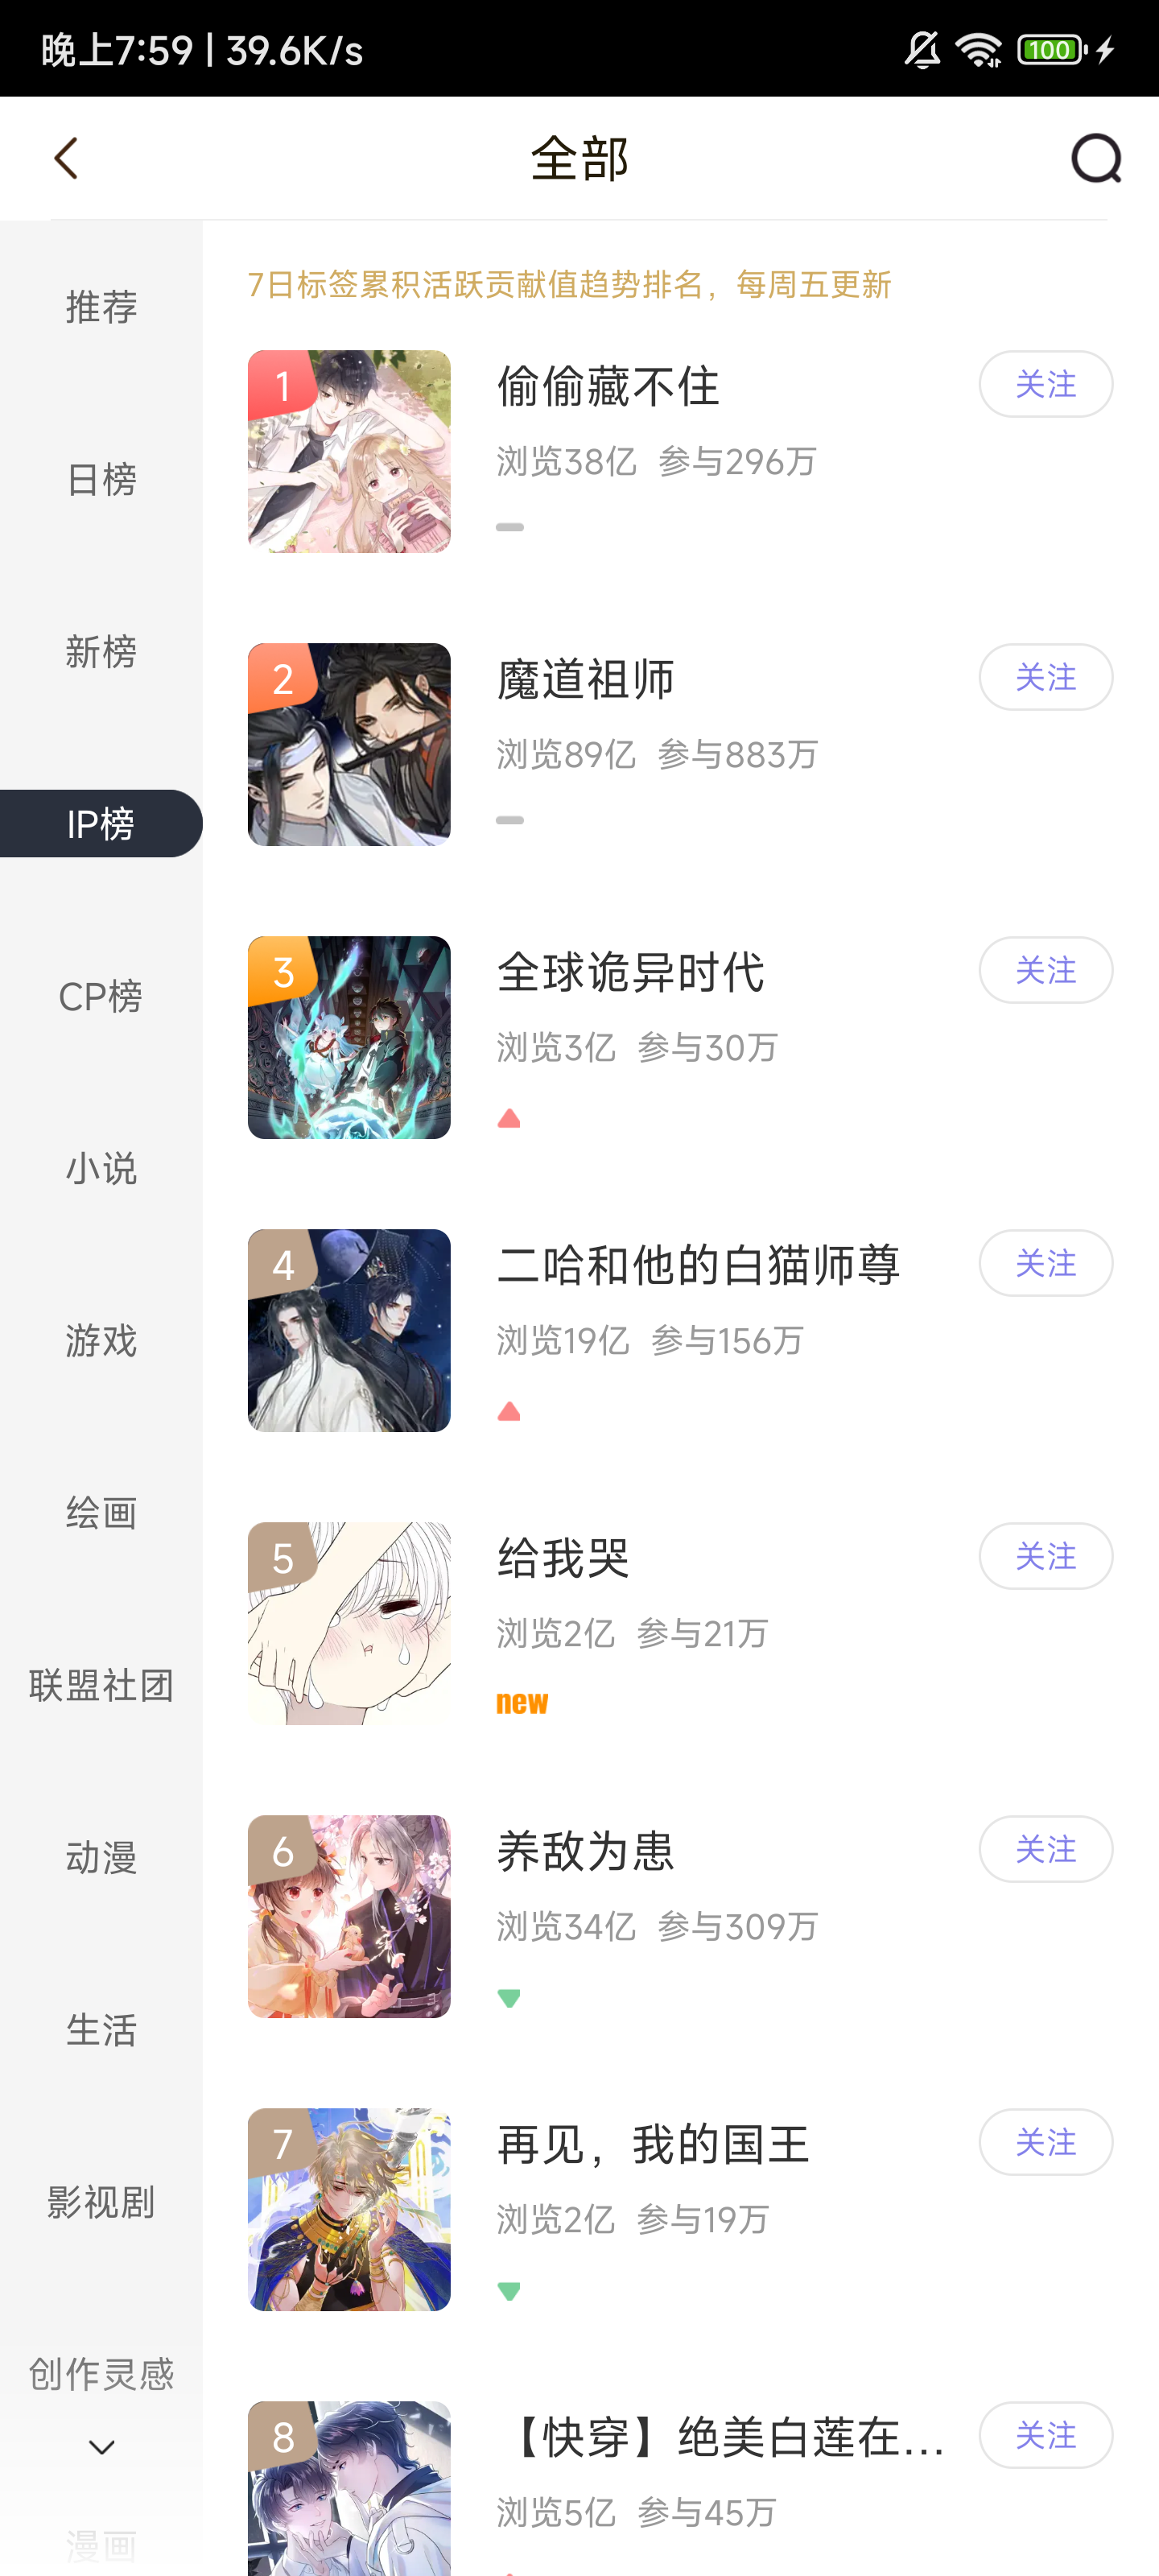 晚上7:59 | 39.6K/s
100
全部
推荐
日榜
新榜
IP榜
CP榜
小说
游戏
绘画
联盟社团
动漫
生活
影视剧
创作灵感
漫画
7日标签累积活跃贡献值趋势排名，每周五更新
1
偷偷藏不住
关注
浏览38亿 参与296万
2
魔道祖师
关注
浏览89亿 参与883万
3
全球诡异时代
关注
浏览3亿 参与30万
4
二哈和他的白猫师尊
关注
浏览19亿 参与156万
5
给我哭
关注
浏览2亿 参与21万
new
6
养敌为患
关注
浏览34亿 参与309万
7
再见，我的国王
关注
浏览2亿 参与19万
8
【快穿】绝美白莲在...
关注
浏览5亿 参与45万